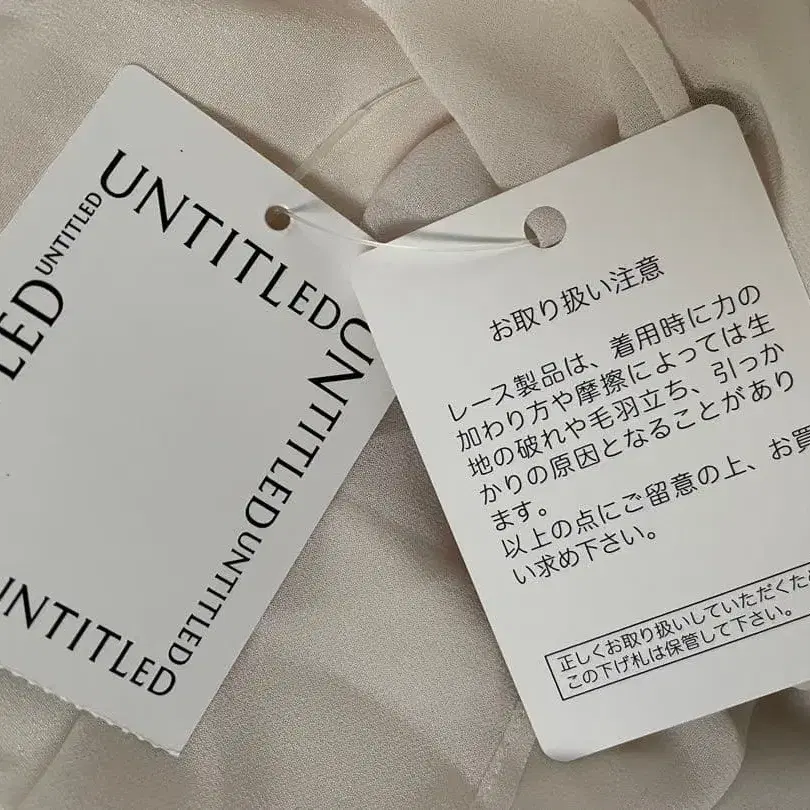 UNTITLED
UNTITLED
UNTITLED
UNTITLED
UNTITLED
LED
お取り扱い注意
レース製品は、着用時に力の
加わり方や摩擦によっては生
地の破れや毛羽立ち、引っか
かりの原因となることがあり
ます。
以上の点にご留意の上、お買
い求め下さい。
正しくお取り扱いしていただくため
この下げ札は保管して下さい。